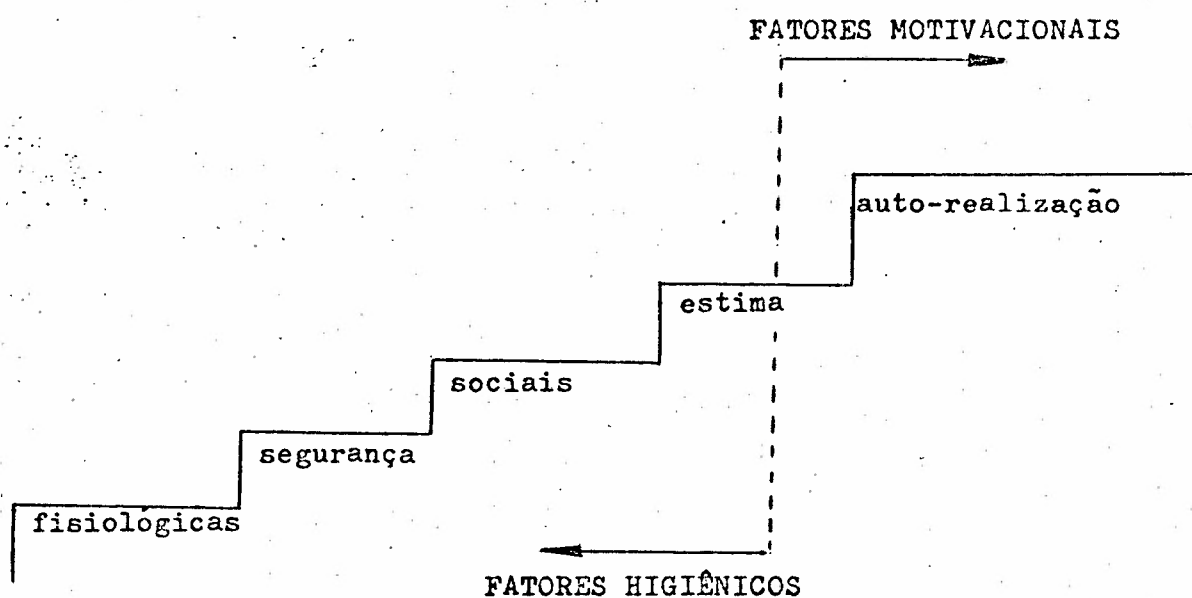 FATORES MOTIVACIONAIS
auto-realização
estima
sociais
segurança
fisiológicas
FATORES HIGIÊNICOS